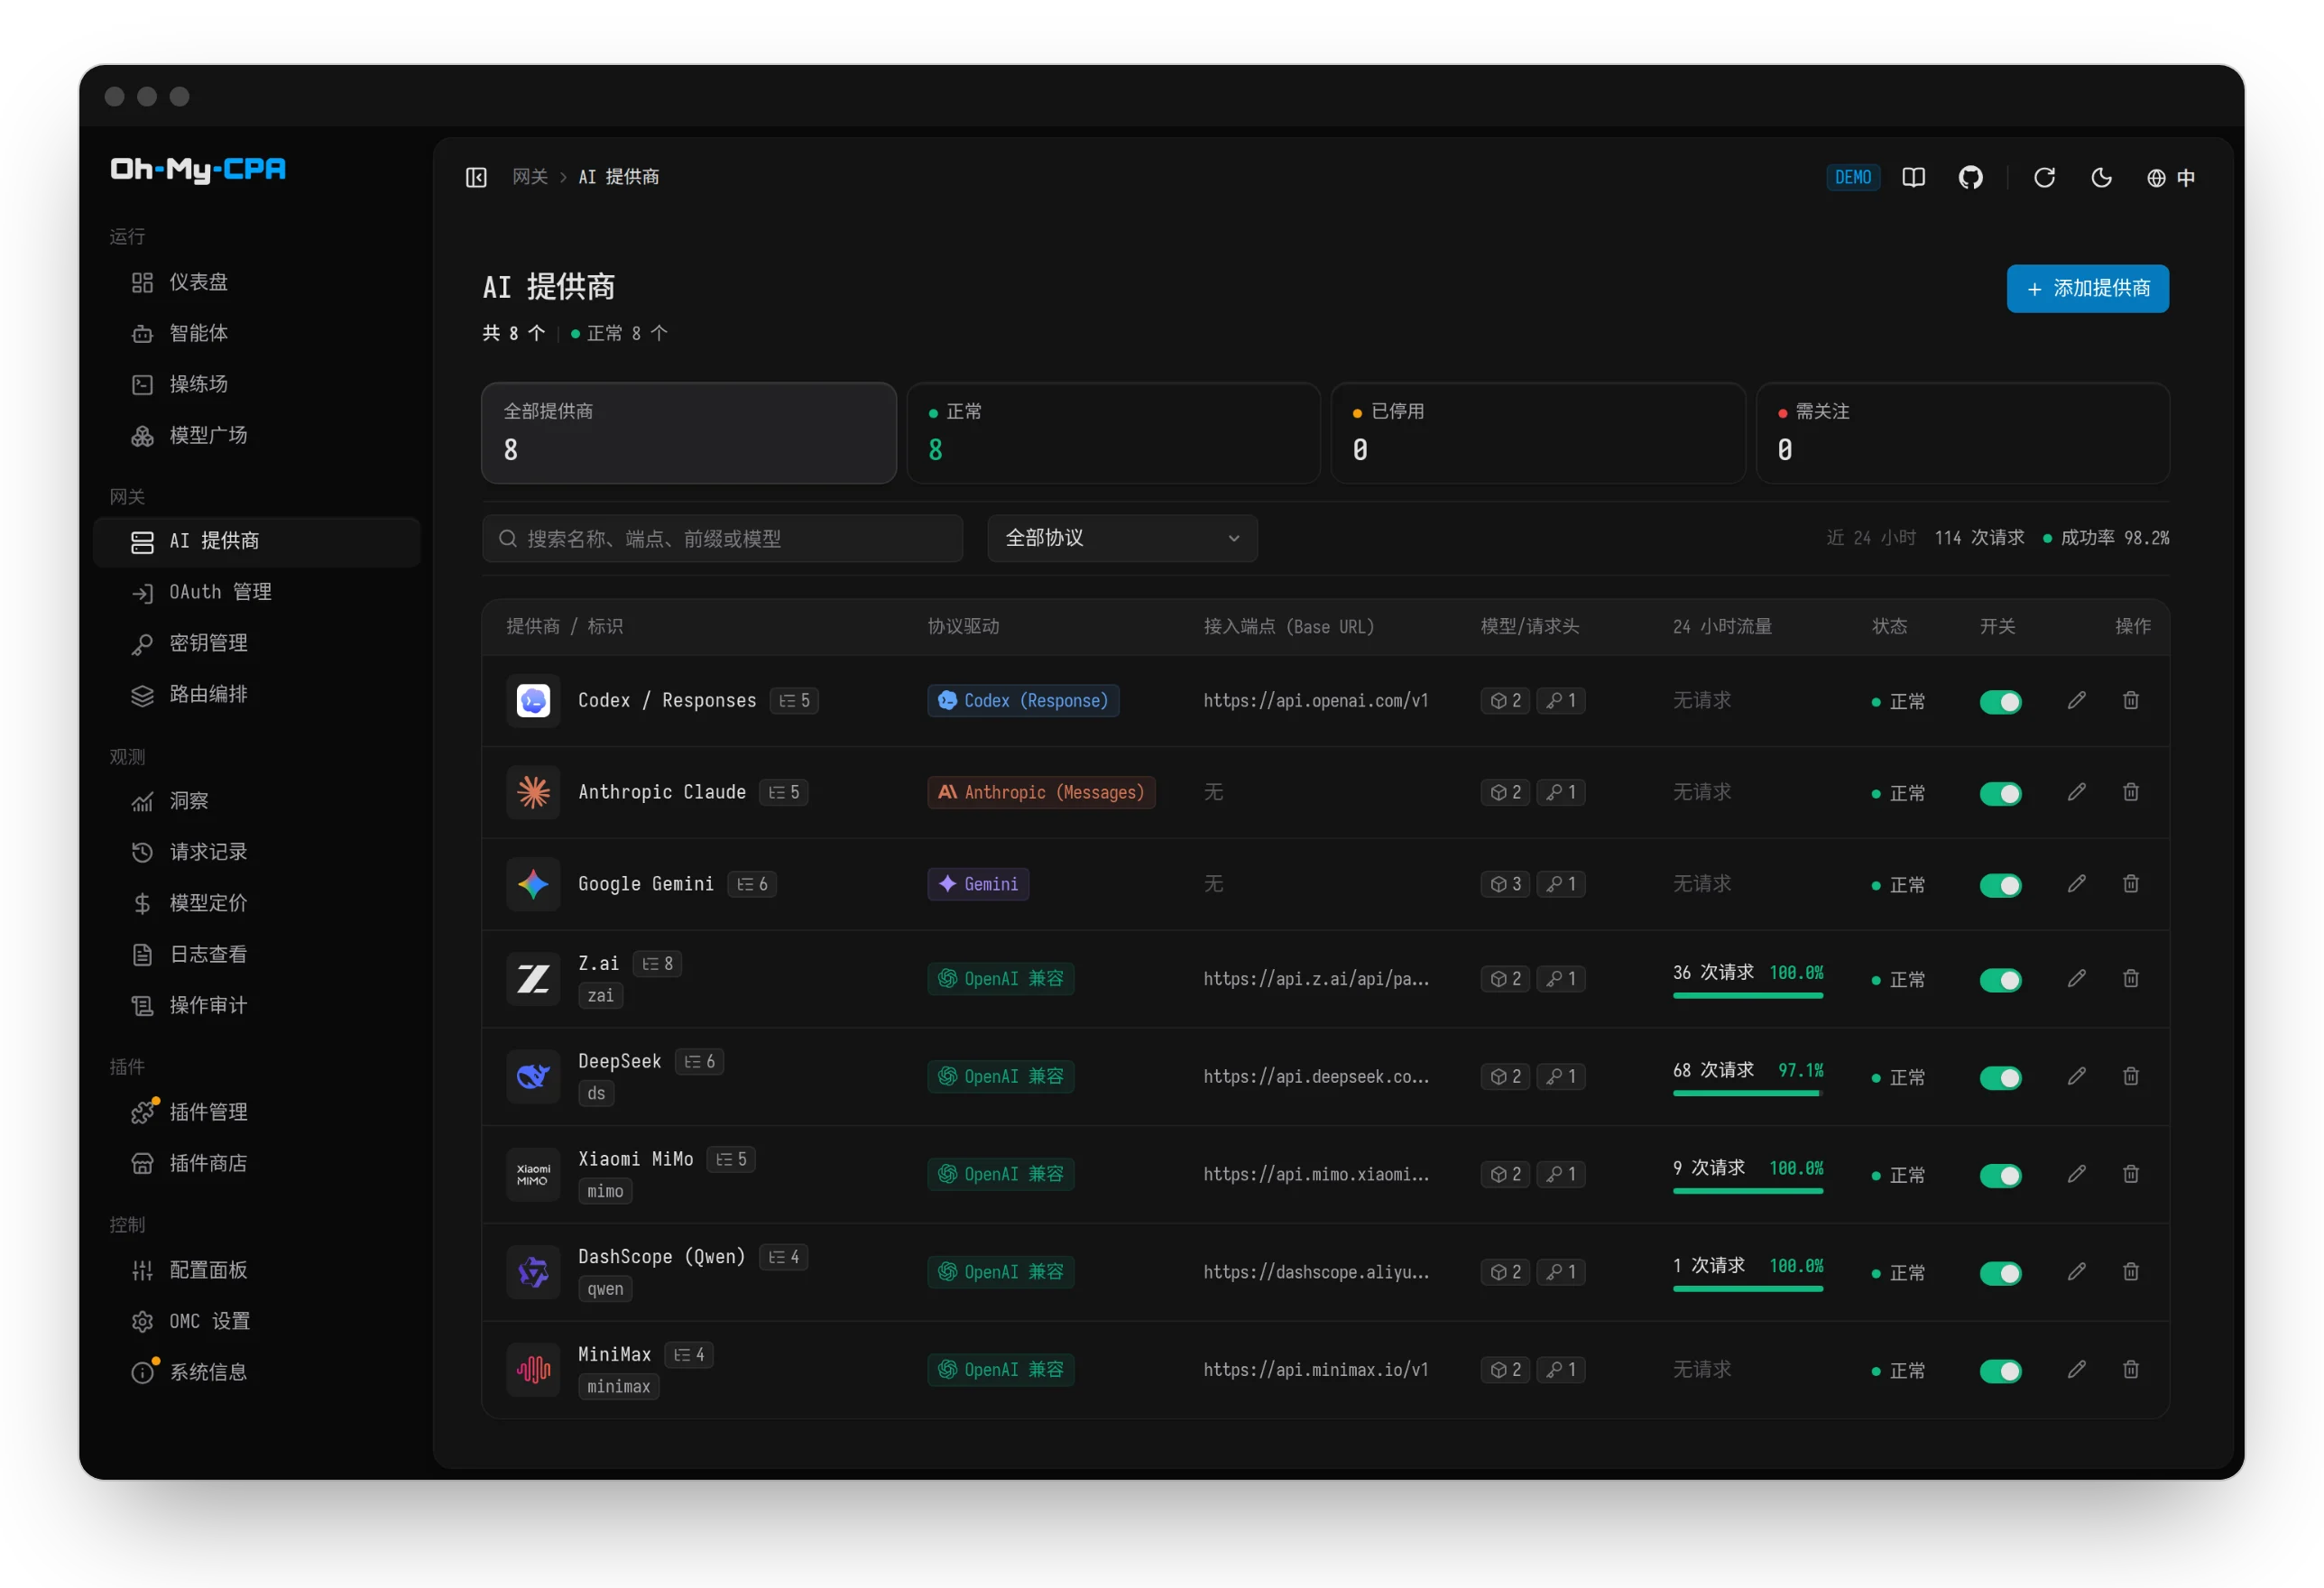 Oh-My-CPA
运行
仪表盘
智能体
操练场
模型广场
网关
AI 提供商
OAuth 管理
密钥管理
路由编排
观测
洞察
请求记录
模型定价
日志查看
操作审计
插件
插件管理
插件商店
控制
配置面板
OMC 设置
系统信息
网关 > AI 提供商
DEMO
中
AI 提供商
共 8 个 | 正常 8 个
+ 添加提供商
全部提供商
8
正常
8
已停用
0
需关注
0
搜索名称、端点、前缀或模型
全部协议
近 24 小时 114 次请求 成功率 98.2%
提供商 / 标识 协议驱动 接入端点 (Base URL) 模型/请求头 24 小时流量 状态 开关 操作
Codex / Responses 5 Codex (Response) https://api.openai.com/v1 2 1 无请求 正常
Anthropic Claude 5 Anthropic (Messages) 无 2 1 无请求 正常
Google Gemini 6 Gemini 无 3 1 无请求 正常
Z.ai 8
zai
OpenAI 兼容 https://api.z.ai/api/pa... 2 1 36 次请求 100.0% 正常
DeepSeek 6
ds
OpenAI 兼容 https://api.deepseek.co... 2 1 68 次请求 97.1% 正常
Xiaomi
MIMO
Xiaomi MiMo 5
mimo
OpenAI 兼容 https://api.mimo.xiaomi... 2 1 9 次请求 100.0% 正常
DashScope (Qwen) 4
qwen
OpenAI 兼容 https://dashscope.aliyu... 2 1 1 次请求 100.0% 正常
MiniMax 4
minimax
OpenAI 兼容 https://api.minimax.io/v1 2 1 无请求 正常